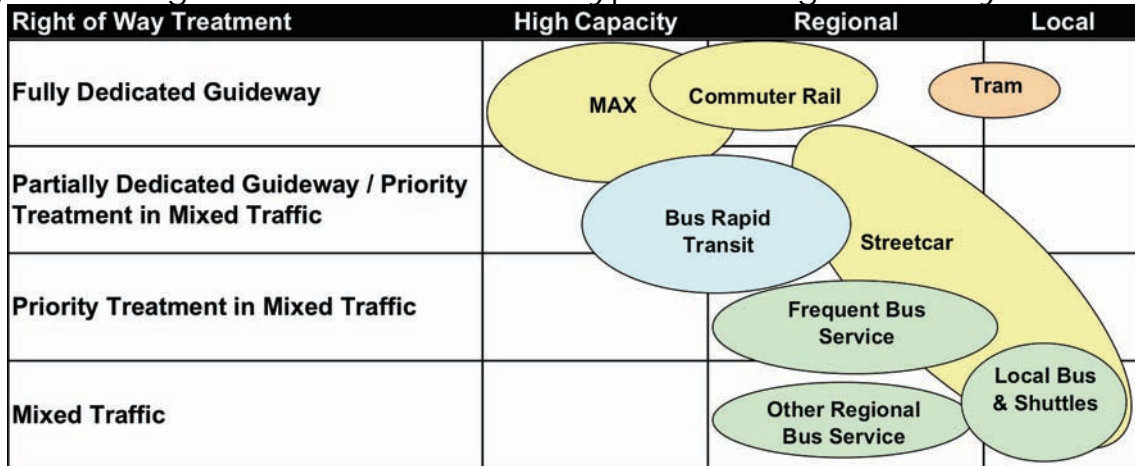 Right of Way Treatment High Capacity Regional Local
Fully Dedicated Guideway
MAX
Commuter Rail
Tram
Partially Dedicated Guideway / Priority
Treatment in Mixed Traffic
Bus Rapid
Transit
Streetcar
Priority Treatment in Mixed Traffic
Frequent Bus
Service
Mixed Traffic
Other Regional
Bus Service
Local Bus
& Shuttles